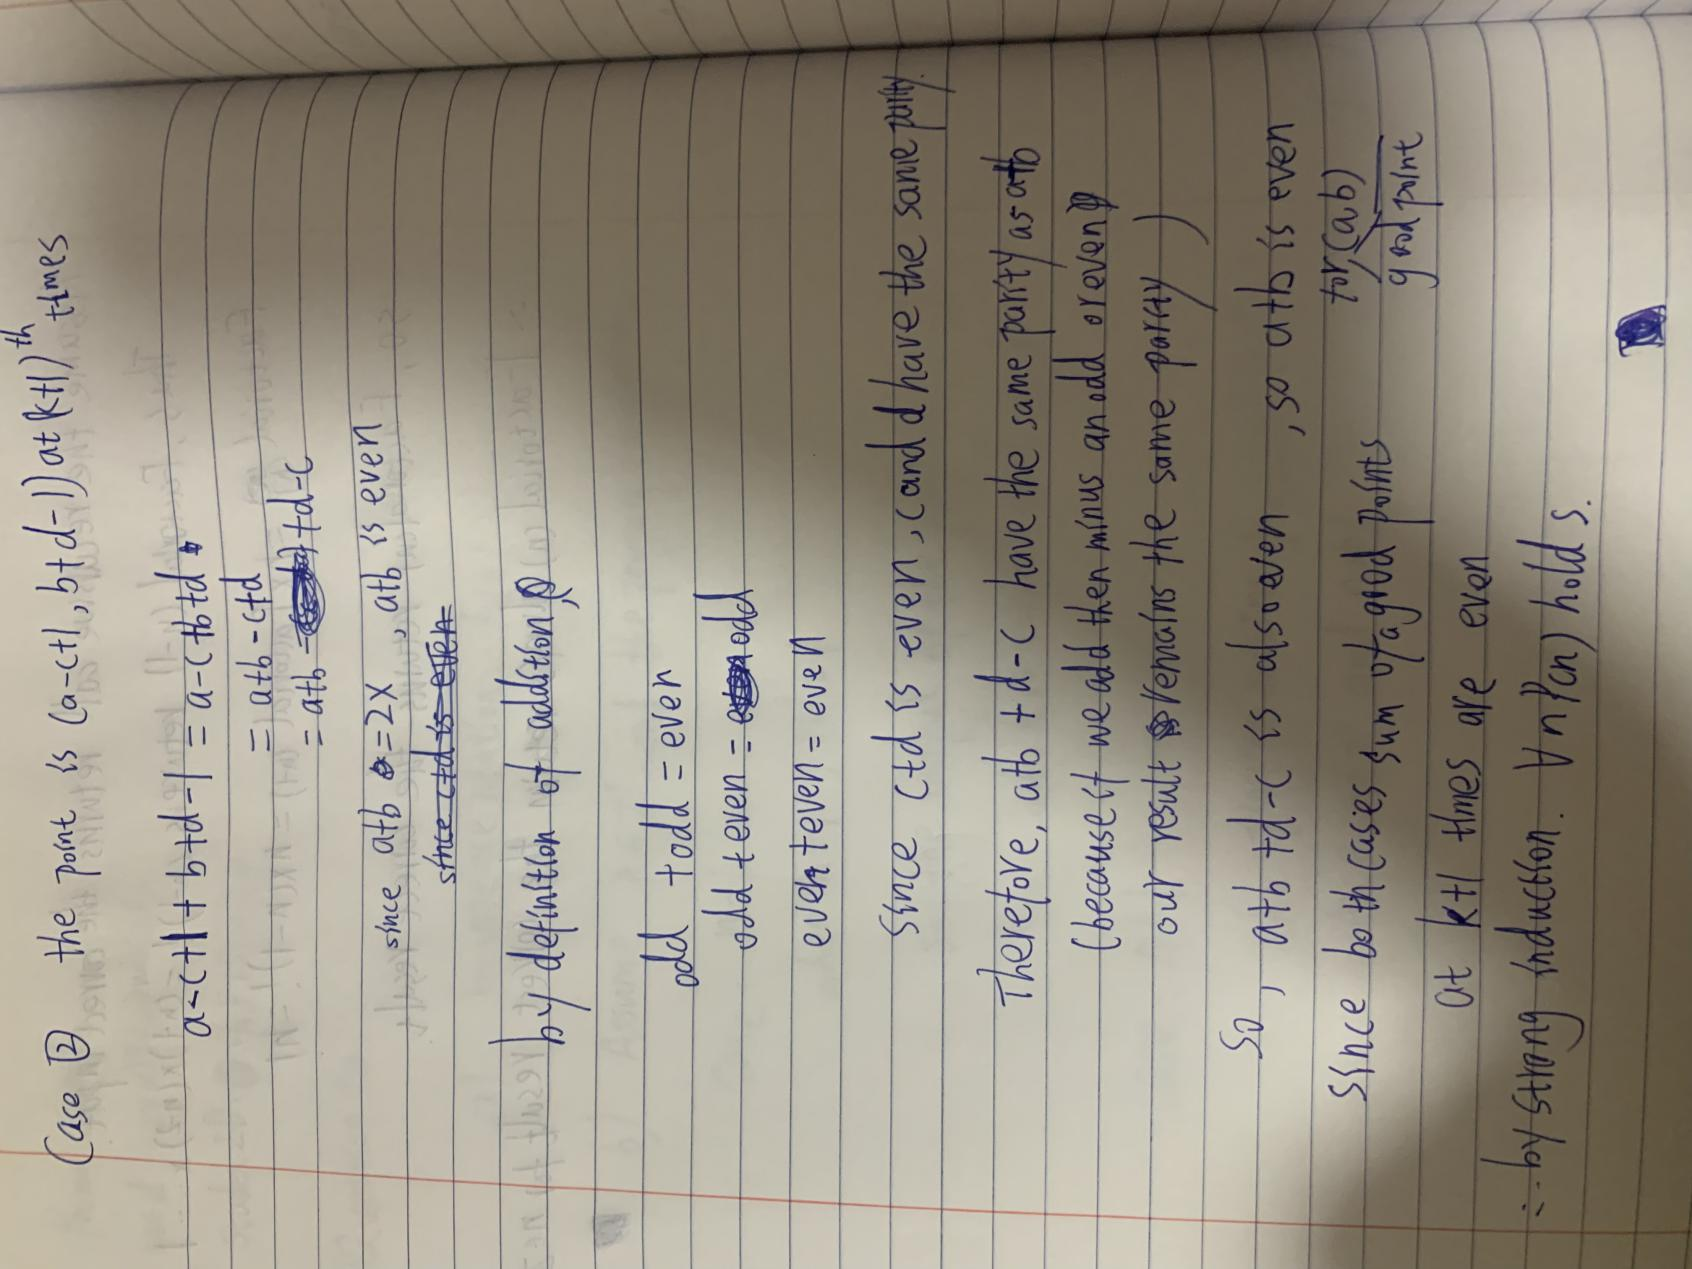 Case 2 the point is (a-c+1, b+d-1) at (k+1)th times
a-c+1+b+d-1 = a-c+b+d
= a+b-c+d
= a+b +d-c
since a+b =2x, a+b is even
since c+d is even
by definition of addition,
odd + odd = even
odd + even = odd
even + even = even
Since c+d is even, c and d have the same parity.
Therefore, a+b+d-c have the same parity as a+b
(because if we add then minus an odd or even
our result remains the same parity)
So, a+b+d-c is also even, so a+b is even
for (a,b)
good point
Since both cases, sum of a good points
at k+1 times are even
∴ by strong induction. ∀n P(n) holds.